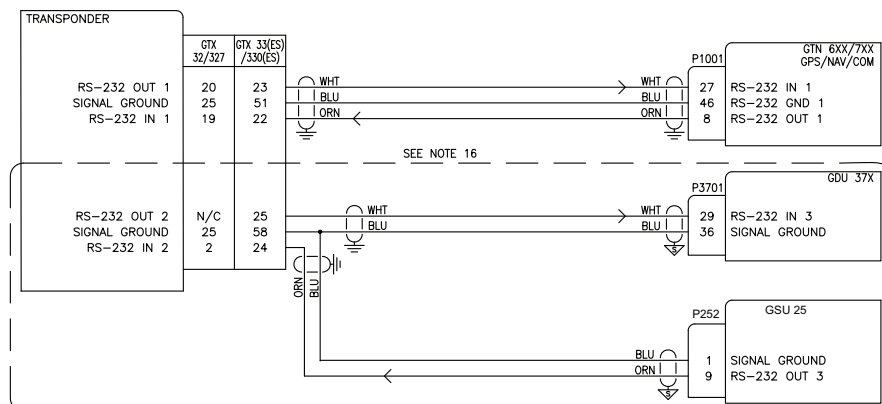 TRANSPONDER
GTX 32/327
GTX 33(ES) /330(ES)
RS-232 OUT 1 20 23
SIGNAL GROUND 25 51
RS-232 IN 1 19 22
WHT
BLU
ORN
WHT
BLU
ORN
P1001
GTN 6XX/7XX
GPS/NAV/COM
27 RS-232 IN 1
46 RS-232 GND 1
8 RS-232 OUT 1
SEE NOTE 16
RS-232 OUT 2 N/C 25
SIGNAL GROUND 25 58
RS-232 IN 2 2 24
WHT
BLU
WHT
BLU
S
P3701
GDU 37X
29 RS-232 IN 3
36 SIGNAL GROUND
ORN
BLU
BLU
ORN
S
P252
GSU 25
1 SIGNAL GROUND
9 RS-232 OUT 3